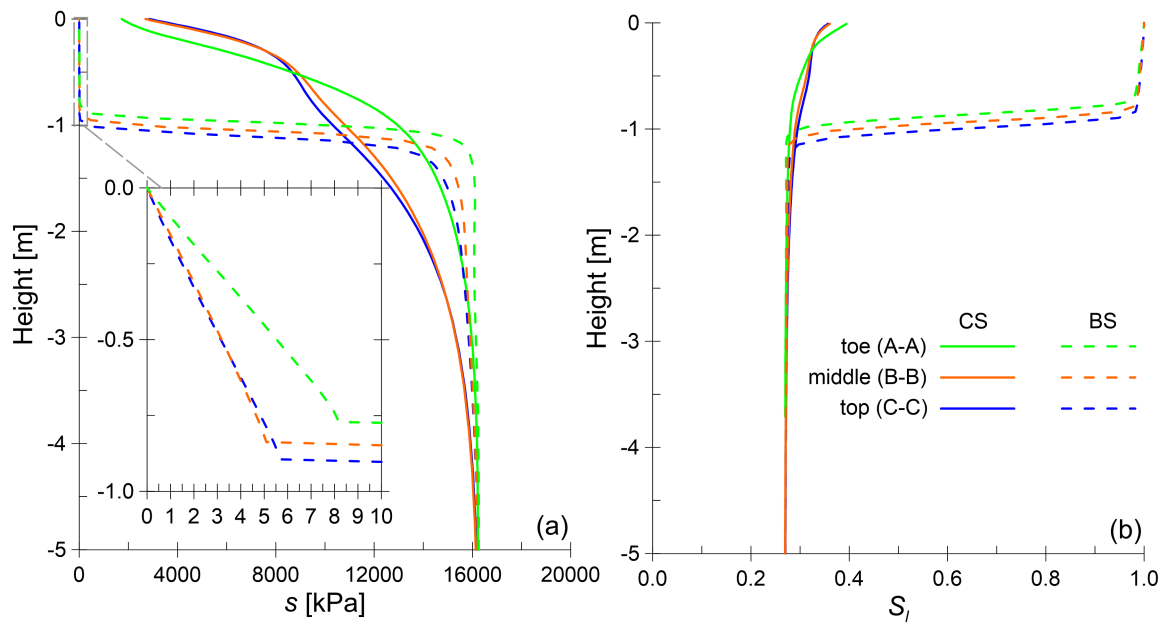 0
-1
-2
-3
-4
-5
Height [m]
0.0
-0.5
-1.0
0 1 2 3 4 5 6 7 8 9 10
(a)
0 4000 8000 12000 16000 20000
s [kPa]
0
-1
-2
-3
-4
-5
Height [m]
CS BS
toe (A-A)
middle (B-B)
top (C-C)
(b)
0.0 0.2 0.4 0.6 0.8 1.0
Sl